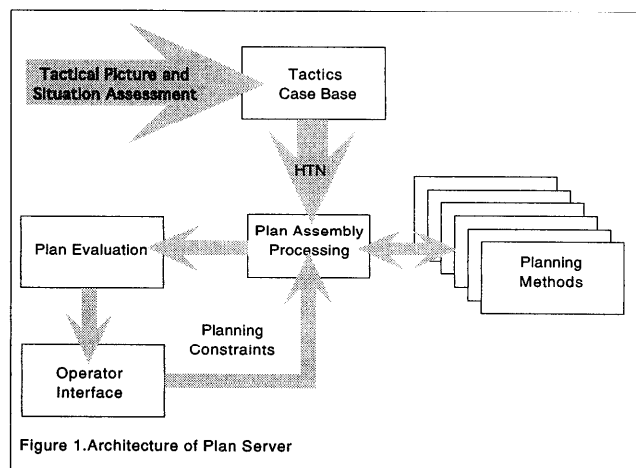 Tactical Picture and
Situation Assessment
Tactics
Case Base
HTN
Plan Evaluation
Plan Assembly
Processing
Planning
Methods
Planning
Constraints
Operator
Interface
Figure 1.Architecture of Plan Server